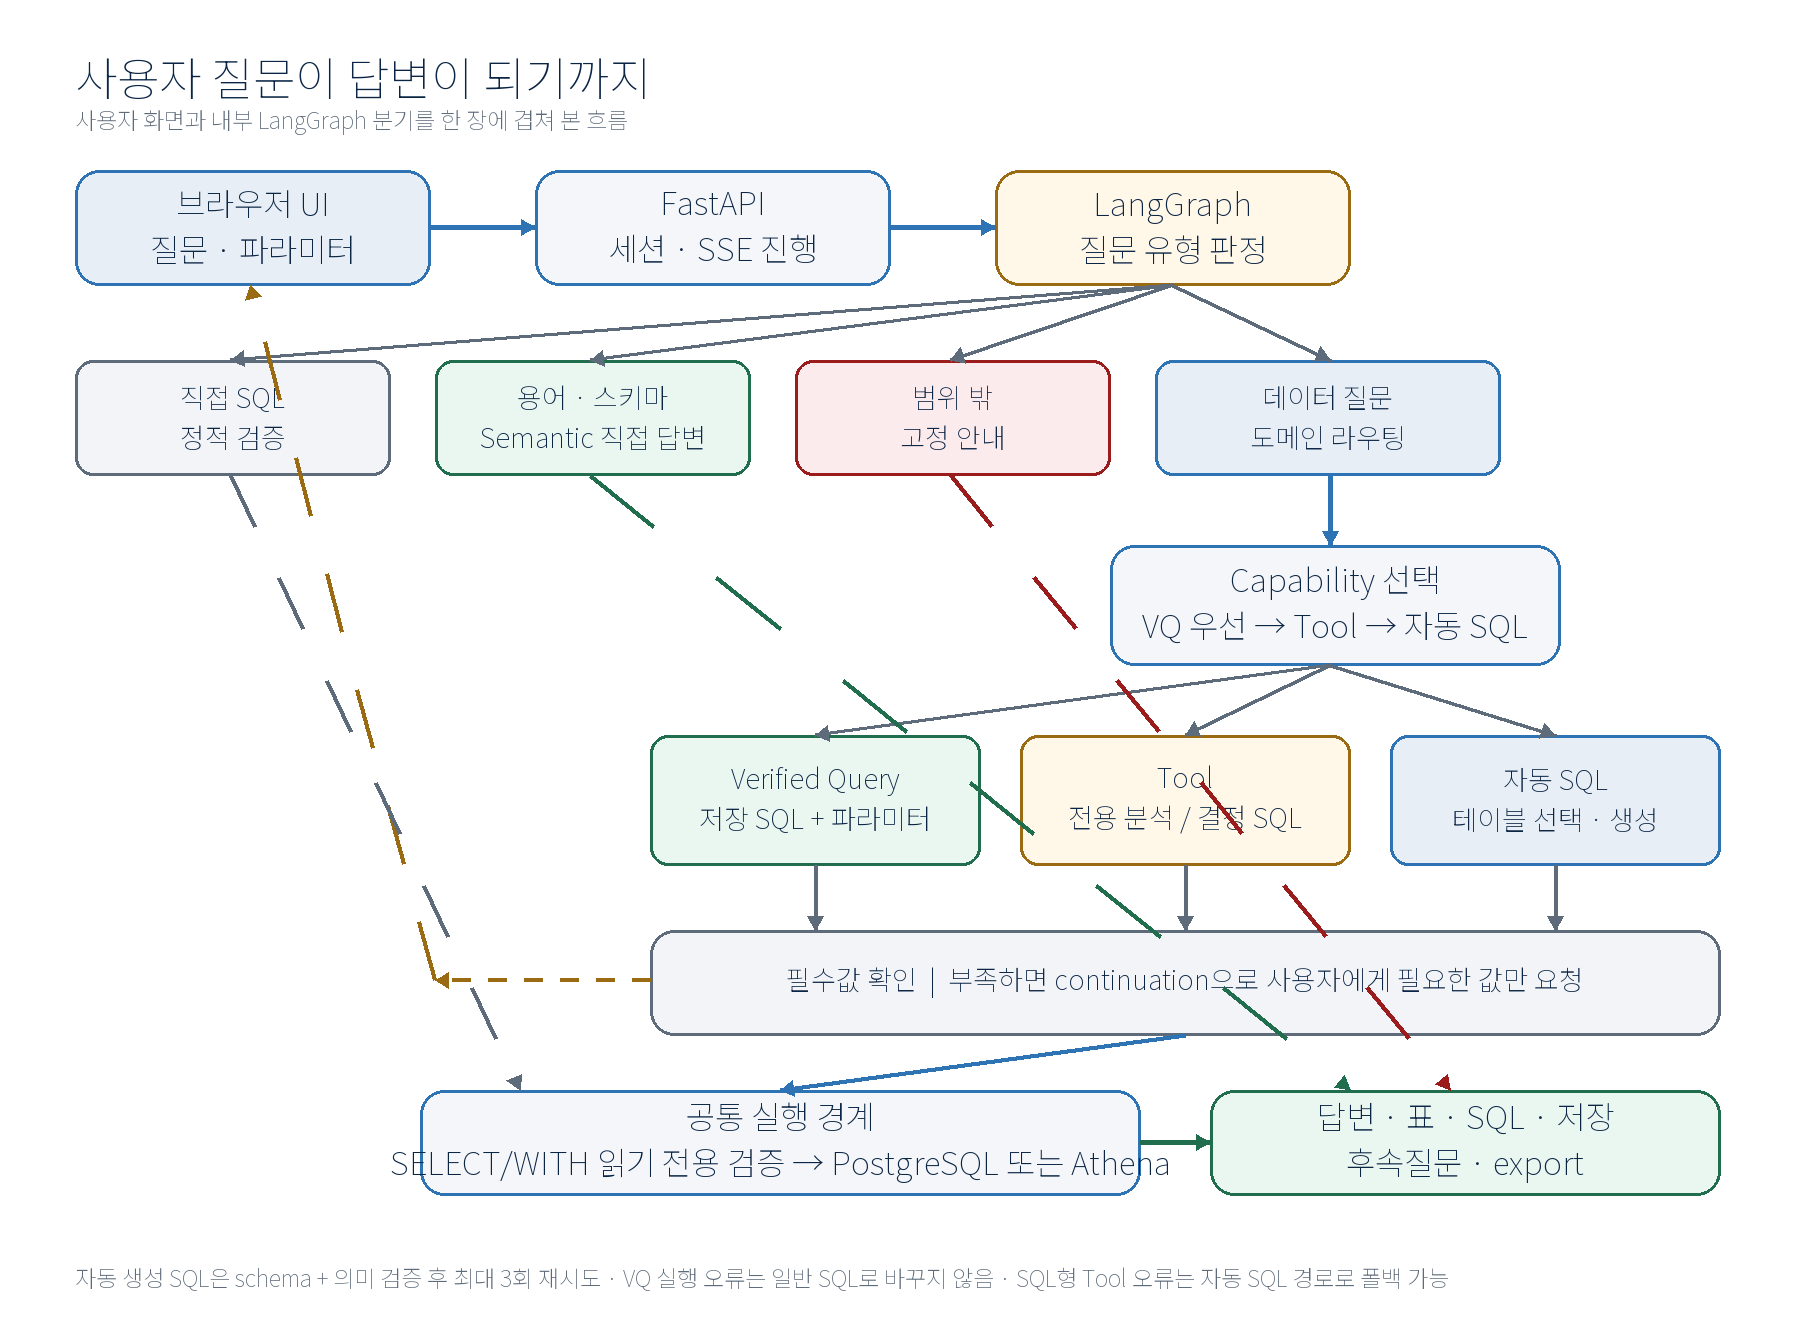 사용자 질문이 답변이 되기까지
사용자 화면과 내부 LangGraph 분기를 한 장에 겹쳐 본 흐름
브라우저 UI
질문 · 파라미터
FastAPI
세션 · SSE 진행
LangGraph
질문 유형 판정
직접 SQL
정적 검증
용어 · 스키마
Semantic 직접 답변
범위 밖
고정 안내
데이터 질문
도메인 라우팅
Capability 선택
VQ 우선 → Tool → 자동 SQL
Verified Query
저장 SQL + 파라미터
Tool
전용 분석 / 결정 SQL
자동 SQL
테이블 선택 · 생성
필수값 확인 | 부족하면 continuation으로 사용자에게 필요한 값만 요청
공통 실행 경계
SELECT/WITH 읽기 전용 검증 → PostgreSQL 또는 Athena
답변 · 표 · SQL · 저장
후속질문 · export
자동 생성 SQL은 schema + 의미 검증 후 최대 3회 재시도 · VQ 실행 오류는 일반 SQL로 바꾸지 않음 · SQL형 Tool 오류는 자동 SQL 경로로 폴백 가능